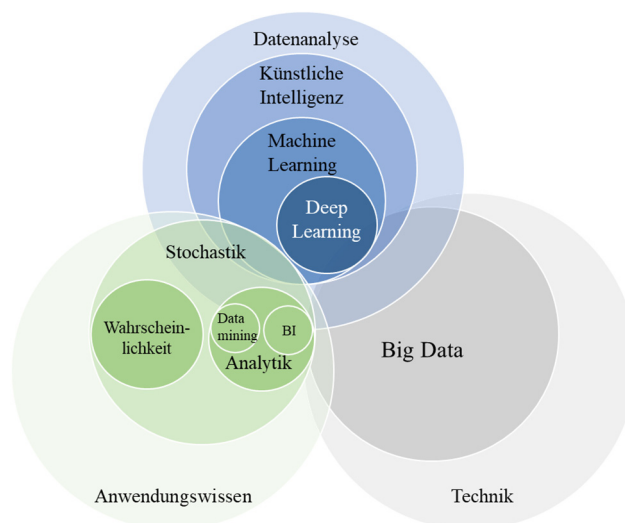 Datenanalyse
Künstliche
Intelligenz
Machine
Learning
Deep
Learning
Stochastik
Wahrschein-
lichkeit
Data
mining
BI
Analytik
Big Data
Anwendungswissen
Technik